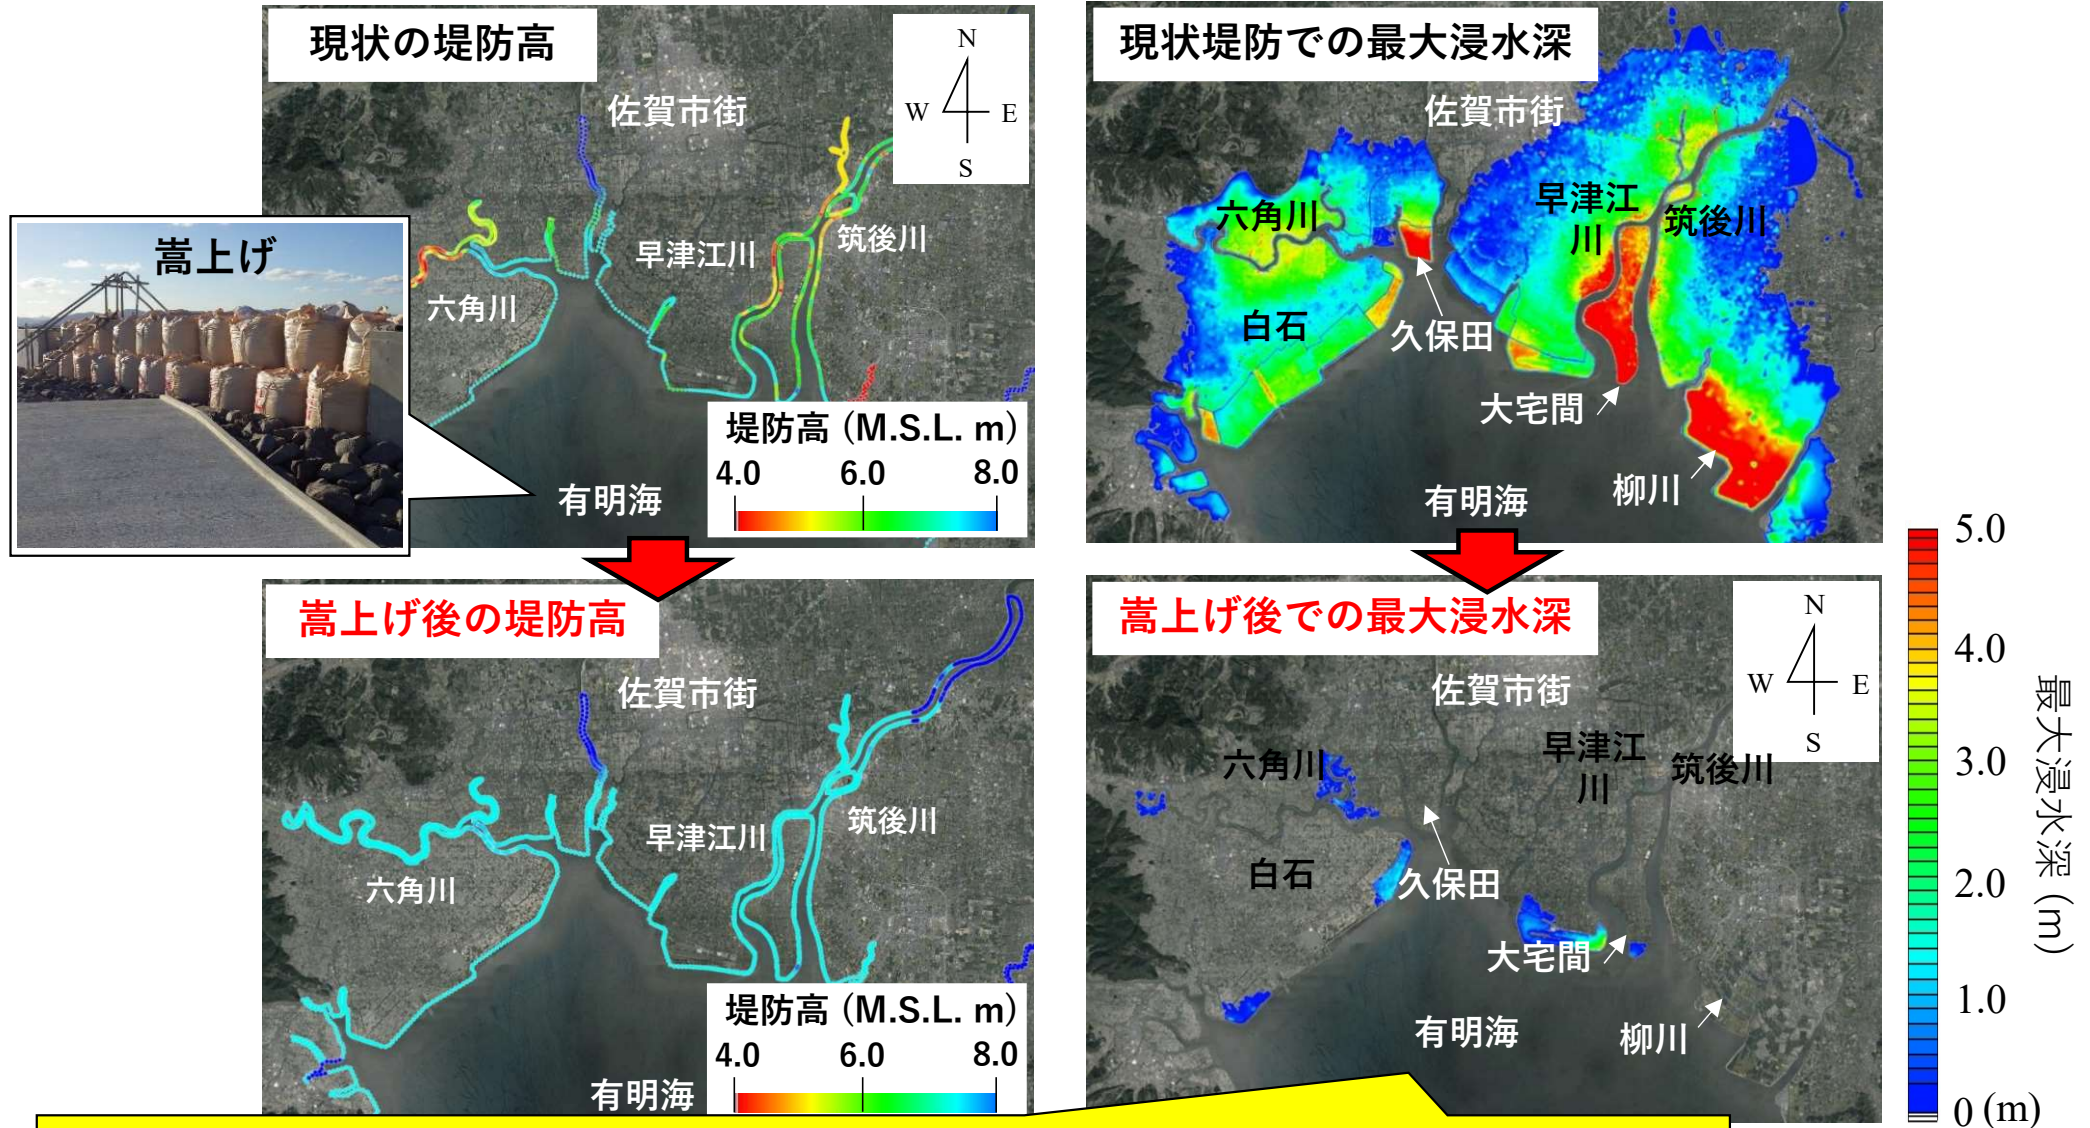 現状の堤防高
N
W
E
S
佐賀市街
早津江川
筑後川
六角川
嵩上げ
有明海
堤防高 (M.S.L. m)
4.0
6.0
8.0
現状堤防での最大浸水深
佐賀市街
六角川
早津江
川
筑後川
白石
久保田
大宅間
柳川
有明海
嵩上げ後の堤防高
佐賀市街
早津江川
筑後川
六角川
有明海
堤防高 (M.S.L. m)
4.0
6.0
8.0
嵩上げ後での最大浸水深
N
W
E
S
佐賀市街
六角川
早津江
川
筑後川
白石
久保田
大宅間
柳川
有明海
5.0
4.0
3.0
2.0
1.0
0 (m)
最大浸水深 (m)